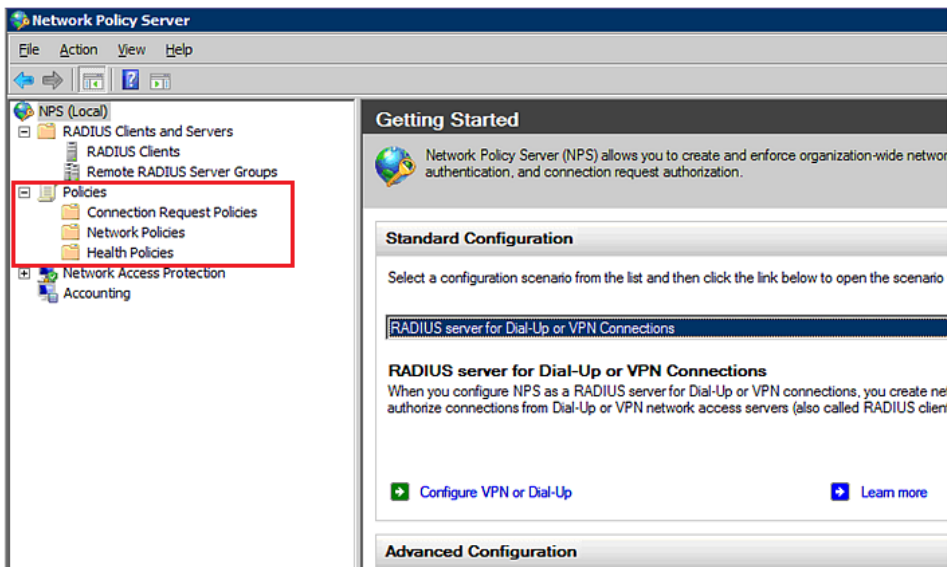 Network Policy Server
File Action View Help
NPS (Local)
RADIUS Clients and Servers
RADIUS Clients
Remote RADIUS Server Groups
Policies
Connection Request Policies
Network Policies
Health Policies
Network Access Protection
Accounting
Getting Started
Network Policy Server (NPS) allows you to create and enforce organization-wide networ
authentication, and connection request authorization.
Standard Configuration
Select a configuration scenario from the list and then click the link below to open the scenario
RADIUS server for Dial-Up or VPN Connections
RADIUS server for Dial-Up or VPN Connections
When you configure NPS as a RADIUS server for Dial-Up or VPN connections, you create net
authorize connections from Dial-Up or VPN network access servers (also called RADIUS client
Configure VPN or Dial-Up Learn more
Advanced Configuration